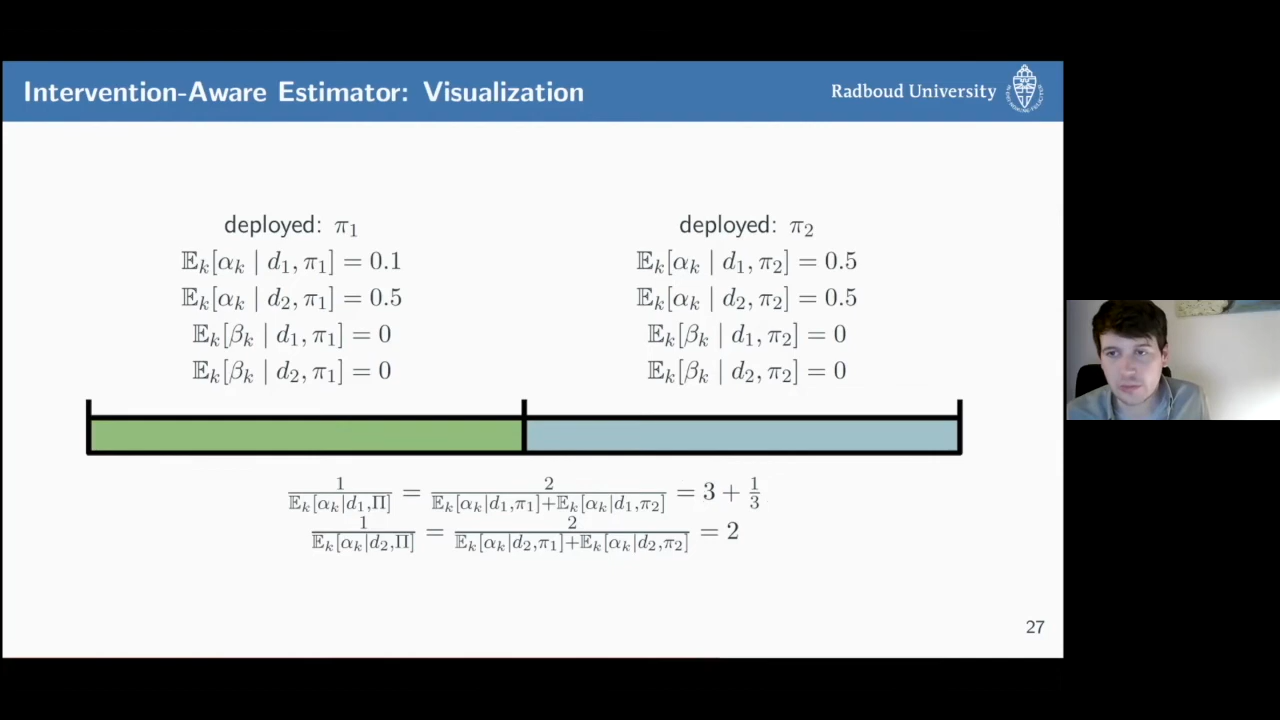 Intervention-Aware Estimator: Visualization
Radboud University
deployed: π₁
𝔼ₖ[αₖ | d₁, π₁] = 0.1
𝔼ₖ[αₖ | d₂, π₁] = 0.5
𝔼ₖ[βₖ | d₁, π₁] = 0
𝔼ₖ[βₖ | d₂, π₁] = 0
deployed: π₂
𝔼ₖ[αₖ | d₁, π₂] = 0.5
𝔼ₖ[αₖ | d₂, π₂] = 0.5
𝔼ₖ[βₖ | d₁, π₂] = 0
𝔼ₖ[βₖ | d₂, π₂] = 0
1/𝔼ₖ[αₖ|d₁,Π] = 2/𝔼ₖ[αₖ|d₁,π₁]+𝔼ₖ[αₖ|d₁,π₂] = 3 + 1/3
1/𝔼ₖ[αₖ|d₂,Π] = 2/𝔼ₖ[αₖ|d₂,π₁]+𝔼ₖ[αₖ|d₂,π₂] = 2
27